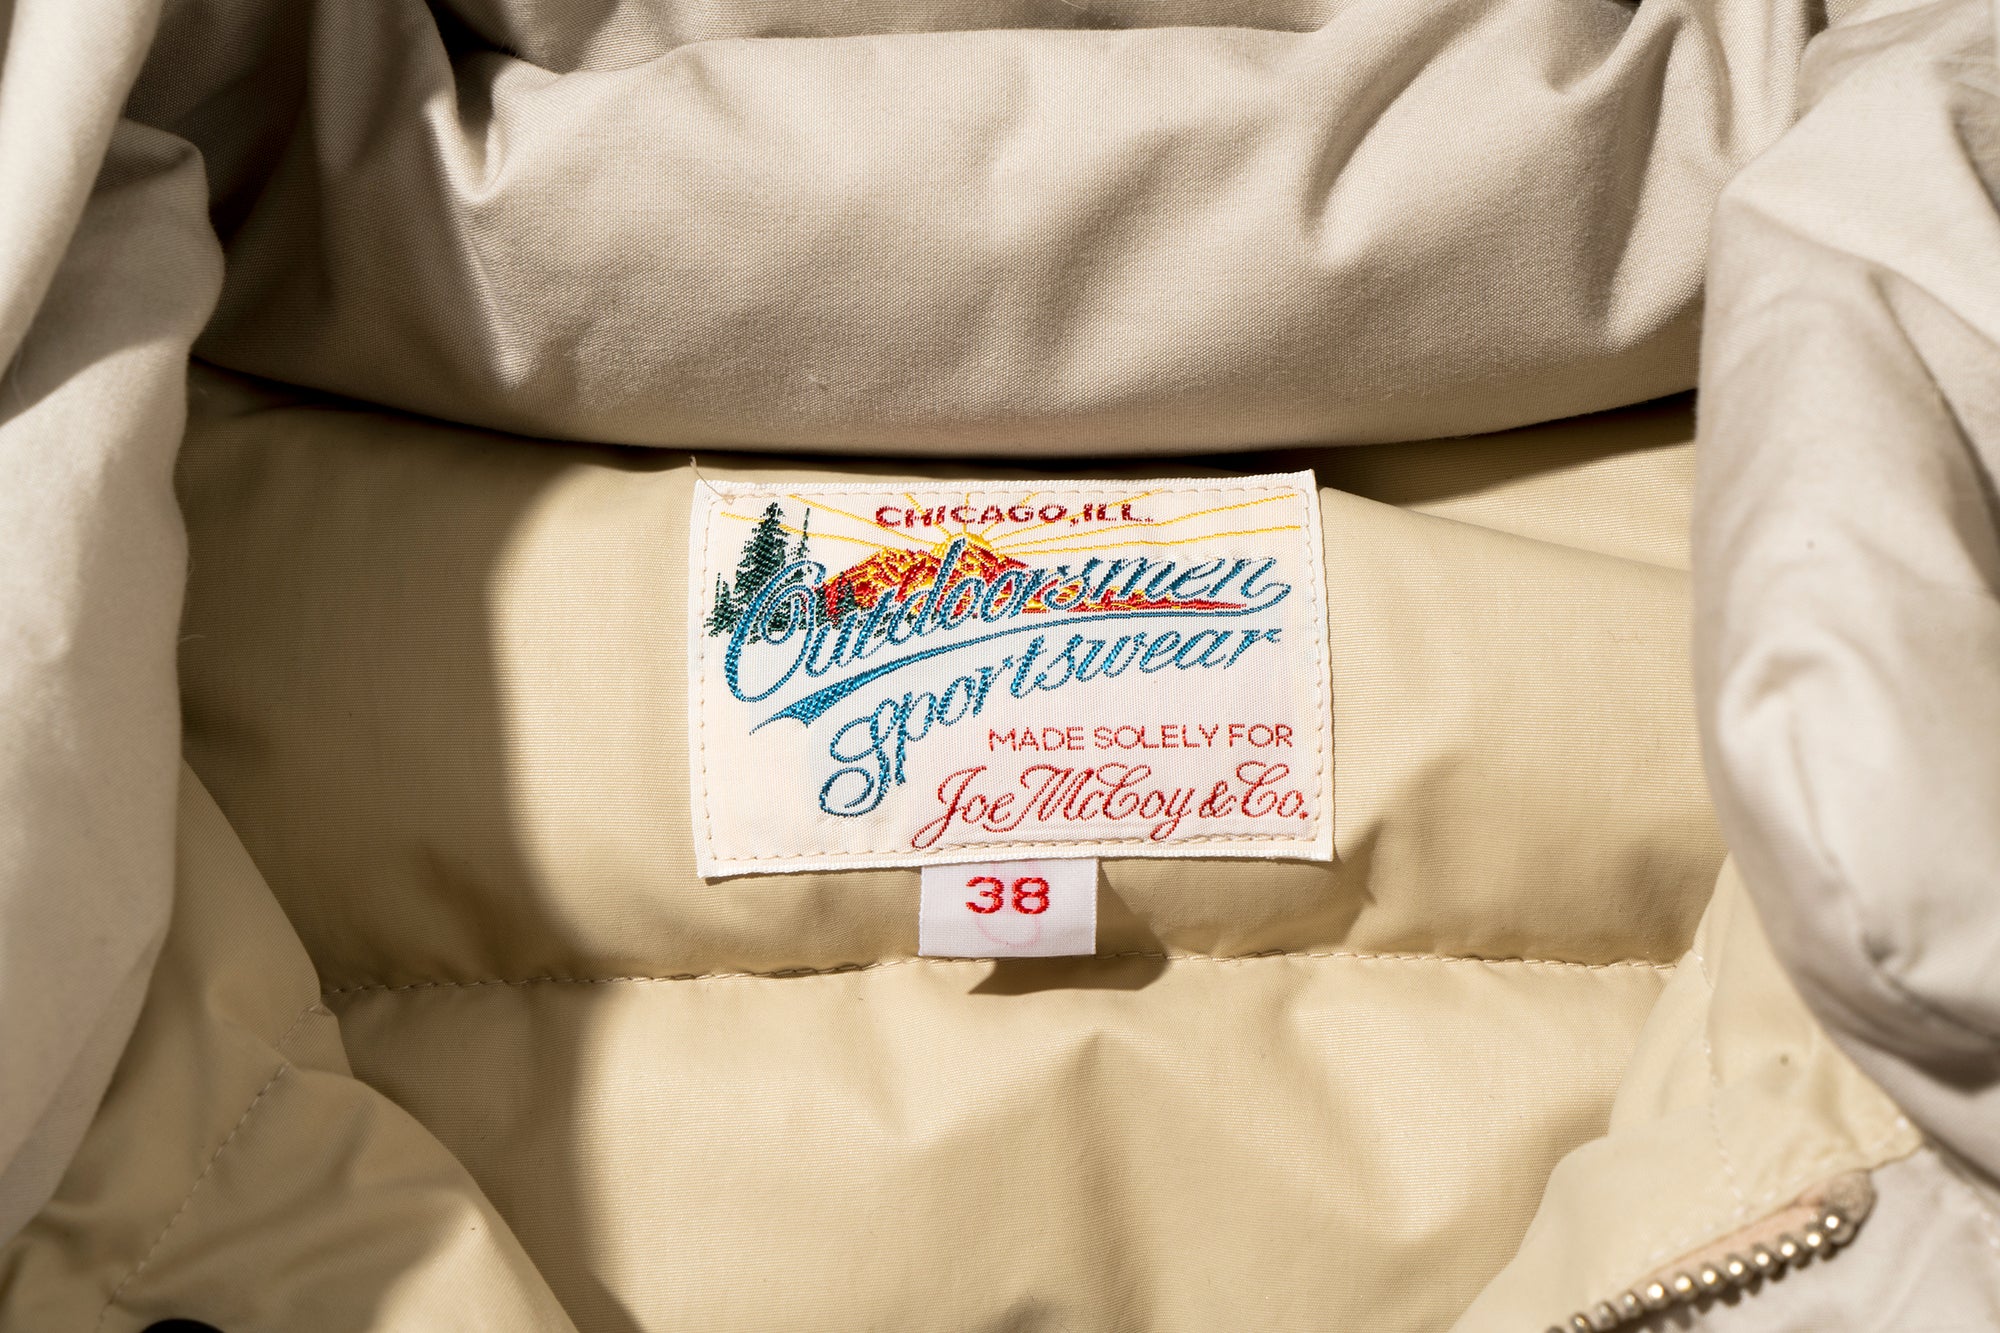 CHICAGO, ILL.
Outdoorsmen
Sportswear
MADE SOLELY FOR
Joe McCoy & Co.
38